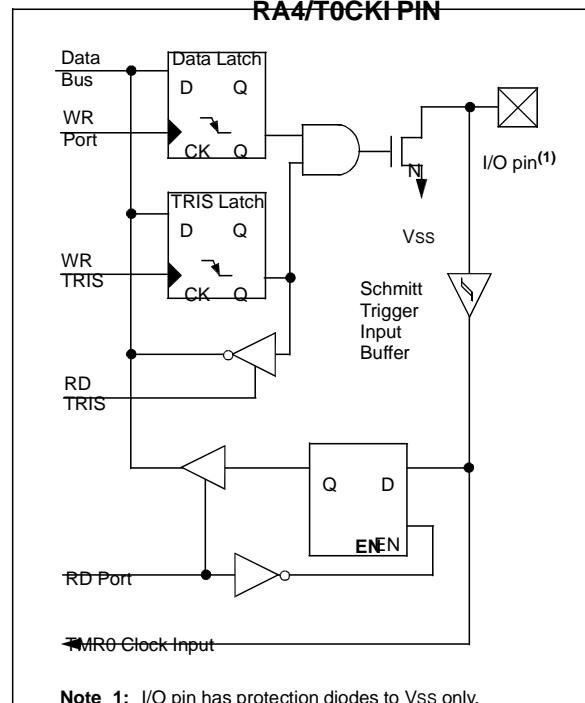 RA4/T0CKI PIN
Data
Bus
Data Latch
D Q
WR
Port
CK Q
N
I/O pin(1)
TRIS Latch
D Q
VSS
WR
TRIS
CK Q
Schmitt
Trigger
Input
Buffer
RD
TRIS
Q D
EN EN
RD Port
TMR0 Clock Input
Note 1: I/O pin has protection diodes to VSS only.